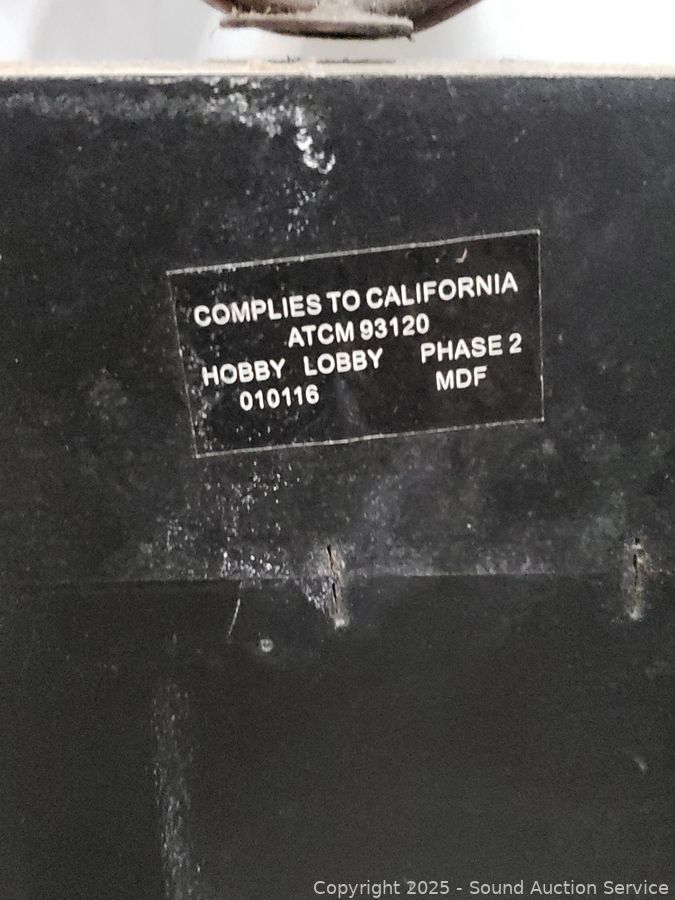 COMPLIES TO CALIFORNIA
ATCM 93120
HOBBY LOBBY PHASE 2
010116 MDF
Copyright 2025 - Sound Auction Service